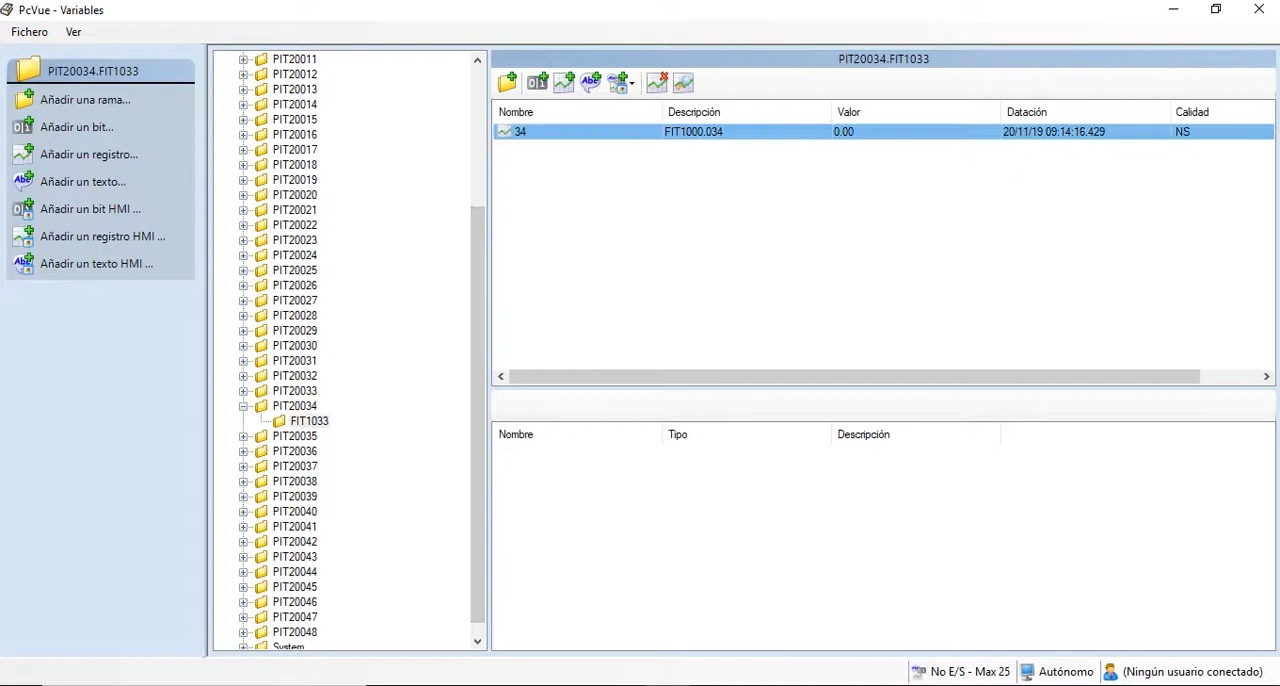 PcVue - Variables
Fichero Ver
PIT20034.FIT1033
Añadir una rama...
Añadir un bit...
Añadir un registro...
Añadir un texto...
Añadir un bit HMI ...
Añadir un registro HMI ...
Añadir un texto HMI ...
PIT20011
PIT20012
PIT20013
PIT20014
PIT20015
PIT20016
PIT20017
PIT20018
PIT20019
PIT20020
PIT20021
PIT20022
PIT20023
PIT20024
PIT20025
PIT20026
PIT20027
PIT20028
PIT20029
PIT20030
PIT20031
PIT20032
PIT20033
PIT20034
FIT1033
PIT20035
PIT20036
PIT20037
PIT20038
PIT20039
PIT20040
PIT20041
PIT20042
PIT20043
PIT20044
PIT20045
PIT20046
PIT20047
PIT20048
System
PIT20034.FIT1033
Nombre Descripción Valor Datación Calidad
34 FIT1000.034 0.00 20/11/19 09:14:16.429 NS
Nombre Tipo Descripción
No E/S - Max 25 Autónomo (Ningún usuario conectado)